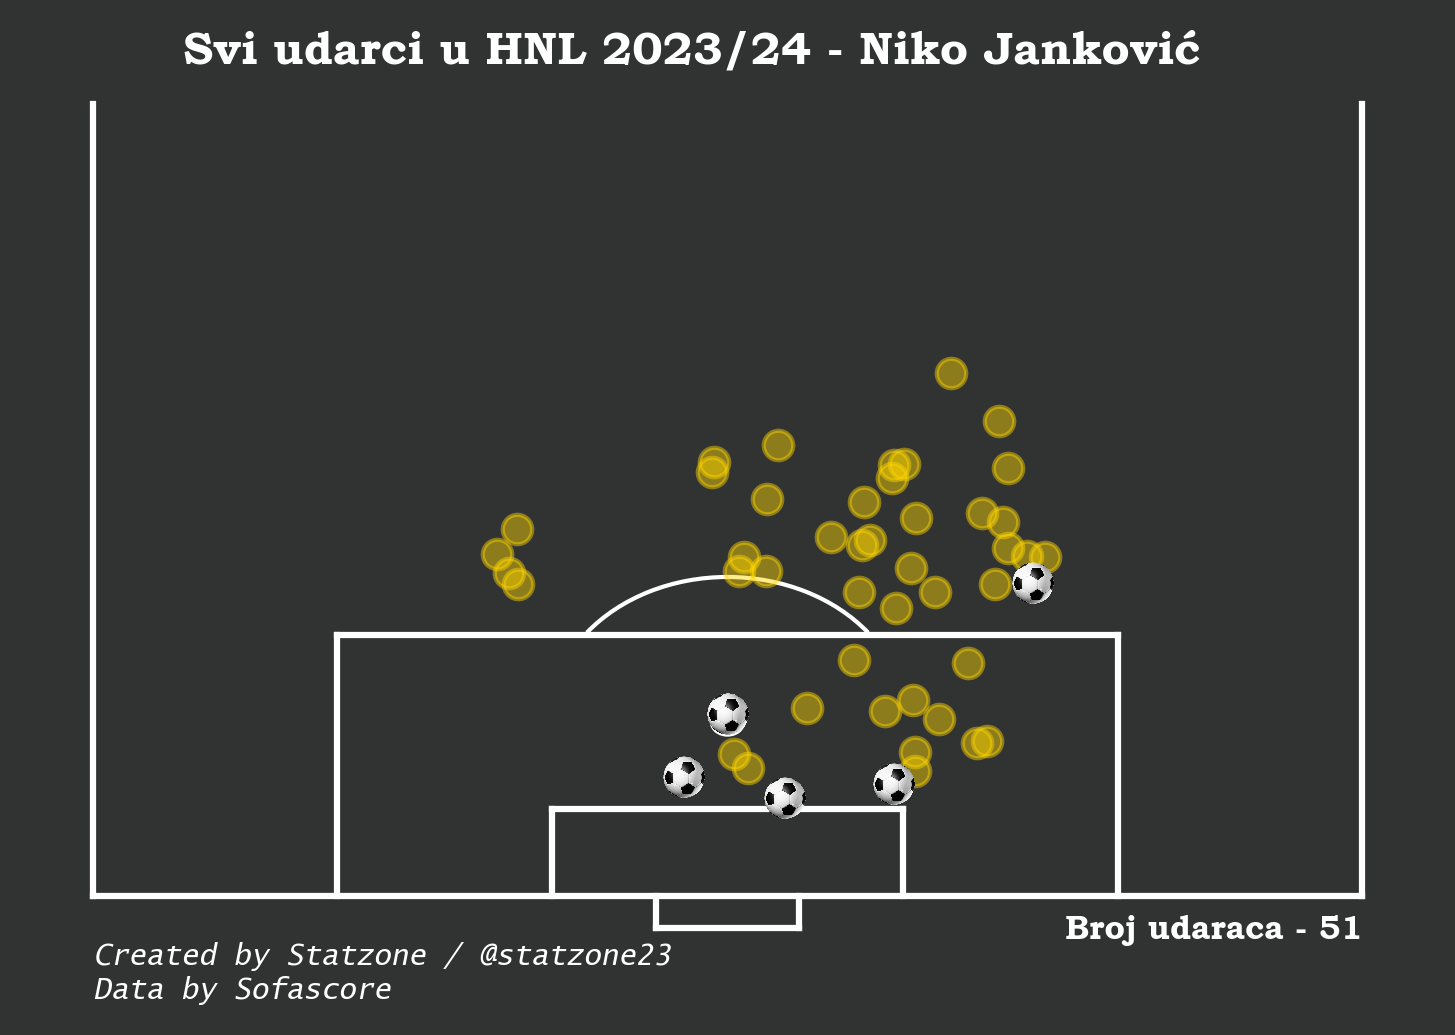 Svi udarci u HNL 2023/24 - Niko Janković
Broj udaraca - 51
Created by Statzone / @statzone23
Data by Sofascore